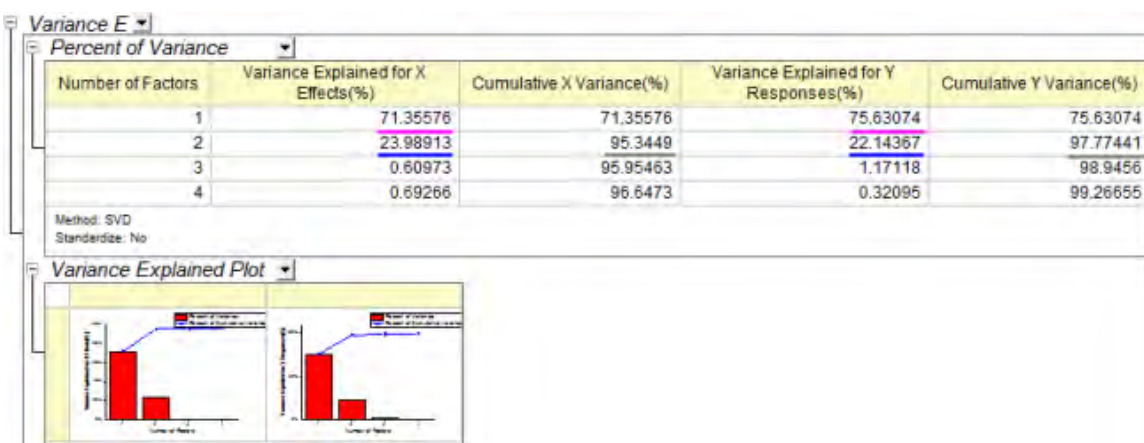 Variance E
Percent of Variance
Number of Factors Variance Explained for X Effects(%) Cumulative X Variance(%) Variance Explained for Y Responses(%) Cumulative Y Variance(%)
1 71.35576 71.35576 75.63074 75.63074
2 23.98913 95.3449 22.14367 97.77441
3 0.60973 95.95463 1.17118 98.9456
4 0.69266 96.6473 0.32095 99.26655
Method: SVD
Standardize: No
Variance Explained Plot